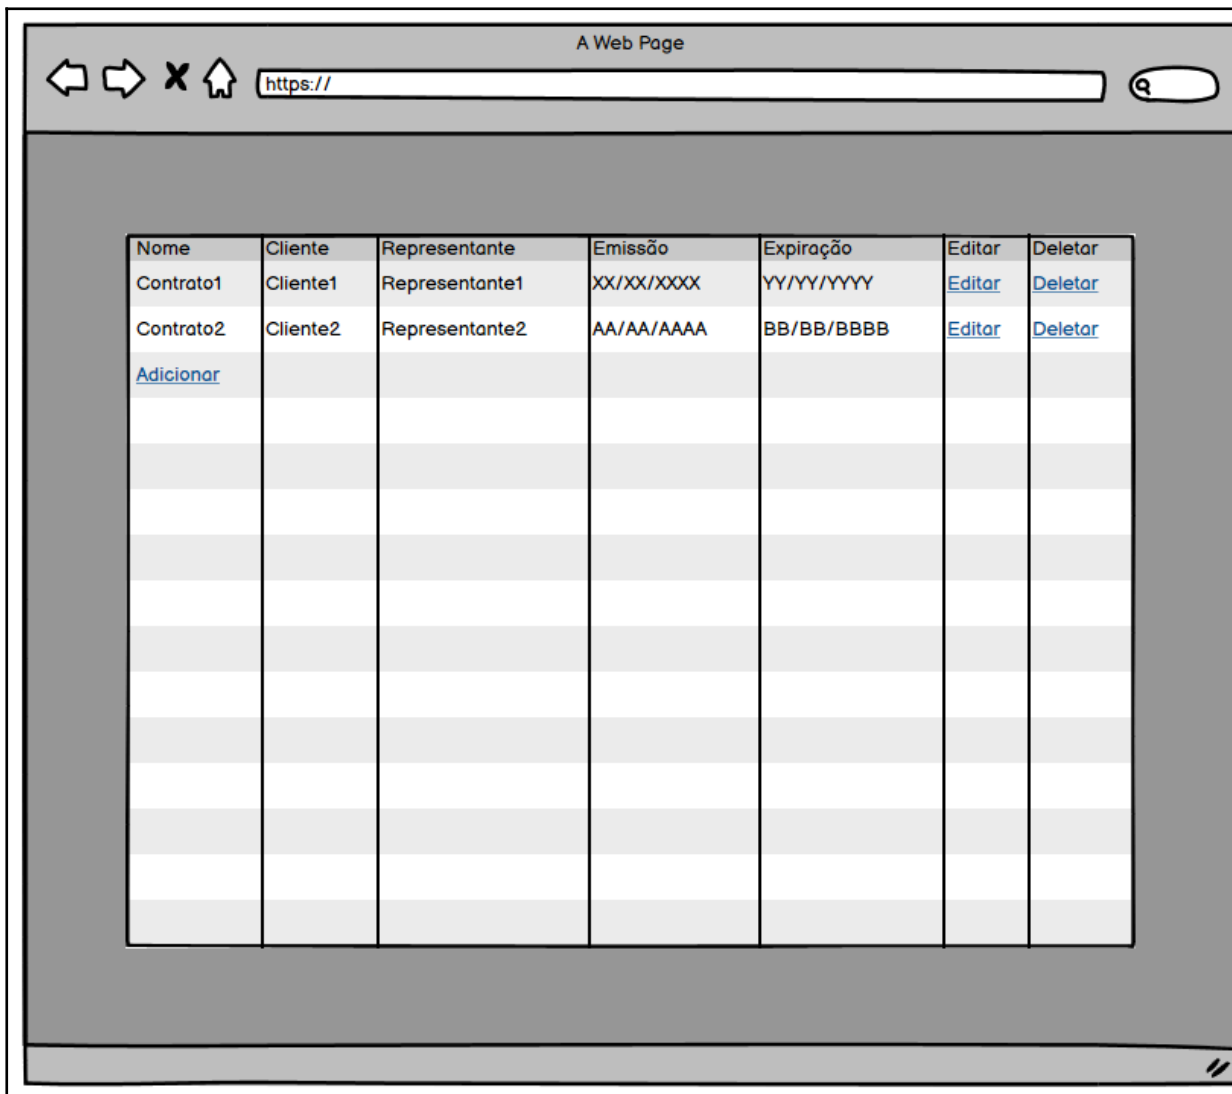 A Web Page
https://
Nome Cliente Representante Emissão Expiração Editar Deletar
Contrato1 Cliente1 Representante1 XX/XX/XXXX YY/YY/YYYY Editar Deletar
Contrato2 Cliente2 Representante2 AA/AA/AAAA BB/BB/BBBB Editar Deletar
Adicionar